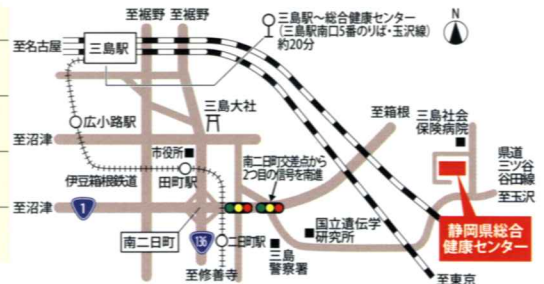 至裾野 至裾野
三島駅～総合健康センター
(三島駅南口5番のりば・玉沢線)
約20分
N
至名古屋
三島駅
三島大社
至箱根
三島社会
保険病院
広小路駅
至沼津
市役所
南二日町交差点から
2つ目の信号を南進
県道
三ツ谷
谷田線
伊豆箱根鉄道
田町駅
至玉沢
至沼津
1
国立遺伝学
研究所
静岡県総合
健康センター
南二日町
136
二日町駅
三島
警察署
至修善寺
至東京